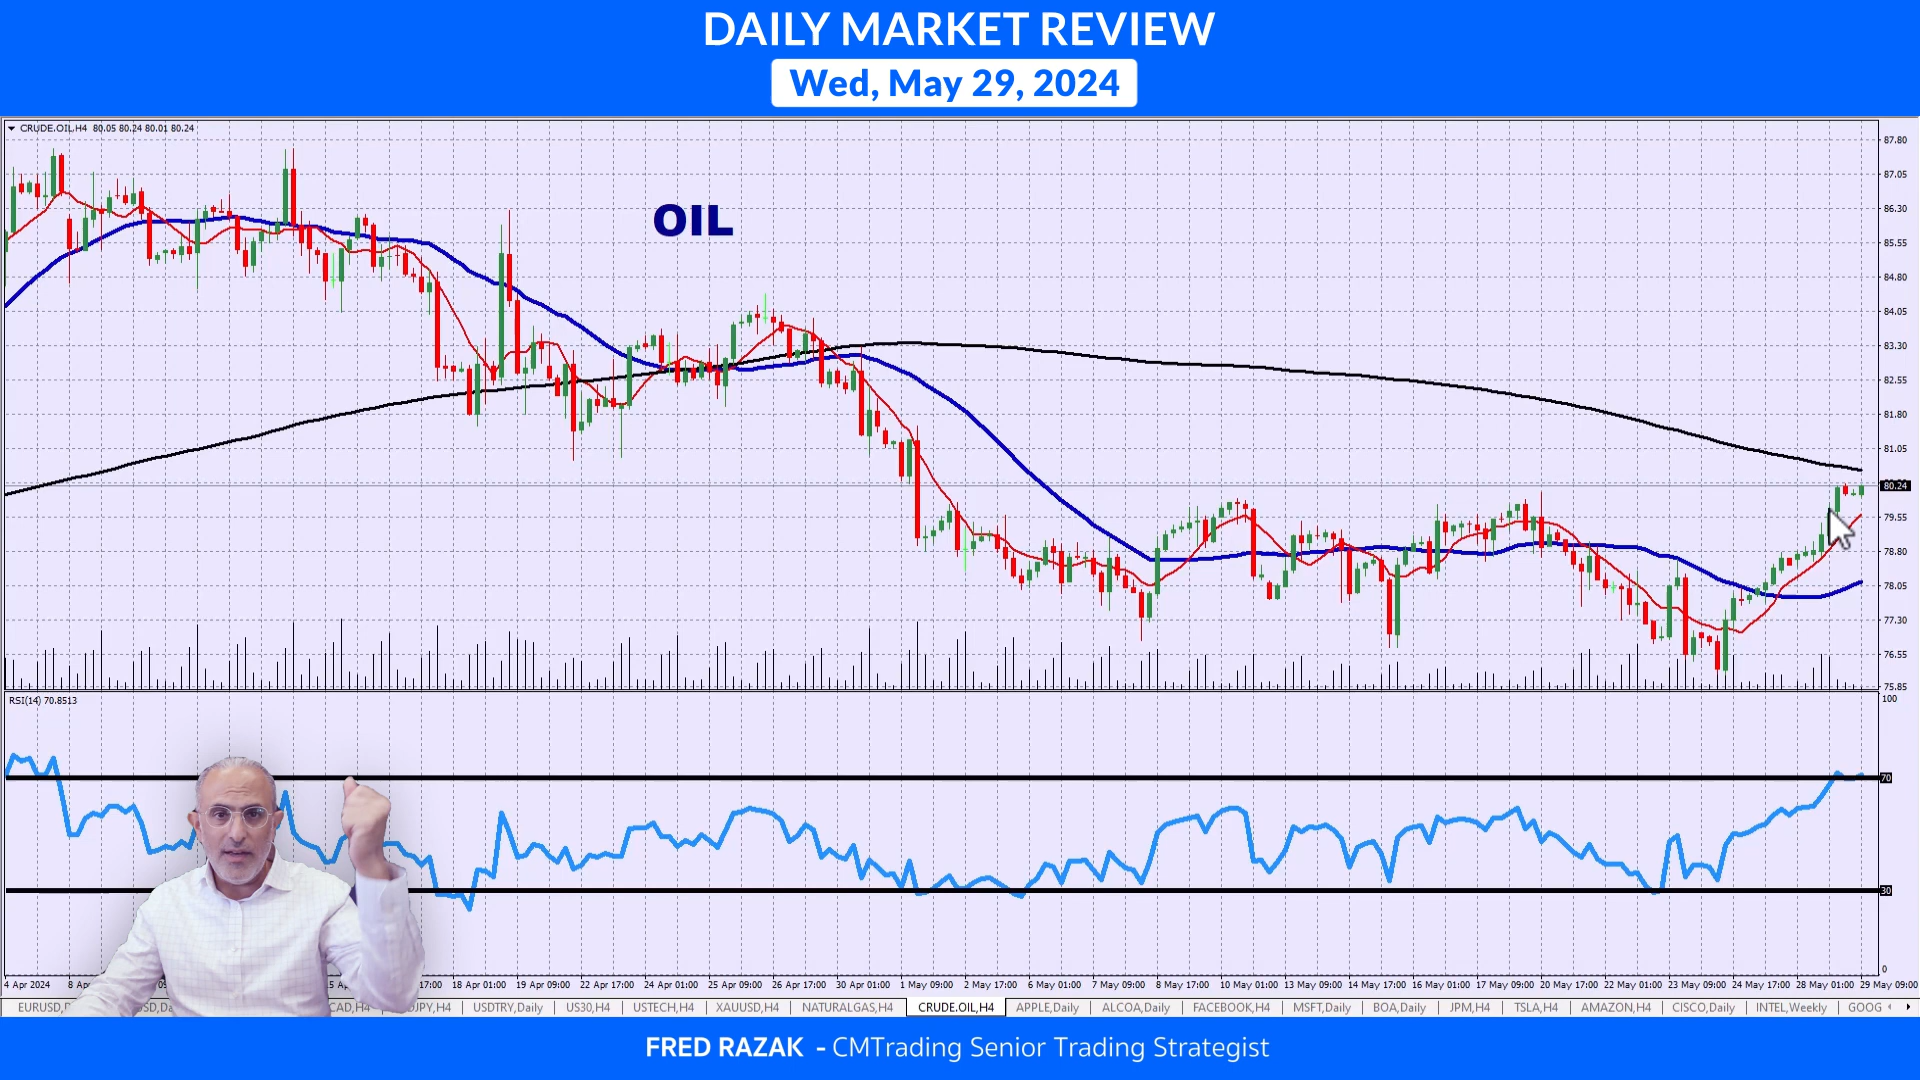 DAILY MARKET REVIEW
Wed, May 29, 2024
CRUDE.OIL,H4 80.05 80.24 80.01 80.24
OIL
87.80
87.05
86.30
85.55
84.80
84.05
83.30
82.55
81.80
81.05
80.24
79.55
78.80
78.05
77.30
76.55
75.85
RSI(14) 70.8513
100
70
30
0
4 Apr 2024 8 Ap 18 Apr 01:00 19 Apr 09:00 22 Apr 17:00 24 Apr 01:00 25 Apr 09:00 26 Apr 17:00 30 Apr 01:00 1 May 09:00 2 May 17:00 6 May 01:00 7 May 09:00 8 May 17:00 10 May 01:00 13 May 09:00 14 May 17:00 16 May 01:00 17 May 09:00 20 May 17:00 22 May 01:00 23 May 09:00 24 May 17:00 28 May 01:00 29 May 09:00
EURUSD,D SD,Da CAD,H4 JPY,H4 USDTRY,Daily US30,H4 USTECH,H4 XAUUSD,H4 NATURALGAS,H4 CRUDE.OIL,H4 APPLE,Daily ALCOA,Daily FACEBOOK,H4 MSFT,Daily BOA,Daily JPM,H4 TSLA,H4 AMAZON,H4 CISCO,Daily INTEL,Weekly GOOG
FRED RAZAK - CMTrading Senior Trading Strategist